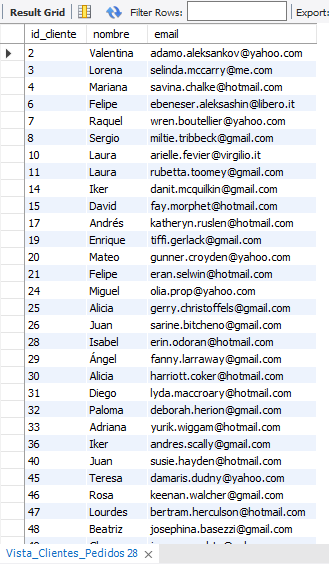 Result Grid Filter Rows: Export:
id_cliente nombre email
2 Valentina adamo.aleksankov@yahoo.com
3 Lorena selinda.mccarry@me.com
4 Mariana savina.chalke@hotmail.com
6 Felipe ebeneser.aleksashin@libero.it
7 Raquel wren.boutellier@yahoo.com
8 Sergio miltie.tribbeck@gmail.com
10 Laura arielle.fevier@virgilio.it
11 Laura rubetta.toomey@gmail.com
14 Iker danit.mcquilkin@gmail.com
15 David fay.morphet@hotmail.com
17 Andrés katheryn.ruslen@hotmail.com
19 Enrique tiffi.gerlack@gmail.com
20 Mateo gunner.croyden@yahoo.com
21 Felipe eran.selwin@hotmail.com
24 Miguel olia.prop@yahoo.com
25 Alicia gerry.christoffels@gmail.com
26 Juan sarine.bitcheno@gmail.com
28 Isabel erin.odoran@hotmail.com
29 Ángel fanny.larraway@gmail.com
30 Alicia harriott.coker@hotmail.com
31 Diego lyda.maccroary@hotmail.com
32 Paloma deborah.herion@gmail.com
33 Adriana yurik.wiggam@hotmail.com
36 Iker andres.scally@gmail.com
40 Juan susie.hayden@hotmail.com
45 Teresa damaris.dudny@yahoo.com
46 Rosa keenan.walcher@gmail.com
47 Lourdes bertram.herculson@hotmail.com
48 Beatriz josephina.basezzi@gmail.com
Vista_Clientes_Pedidos 28